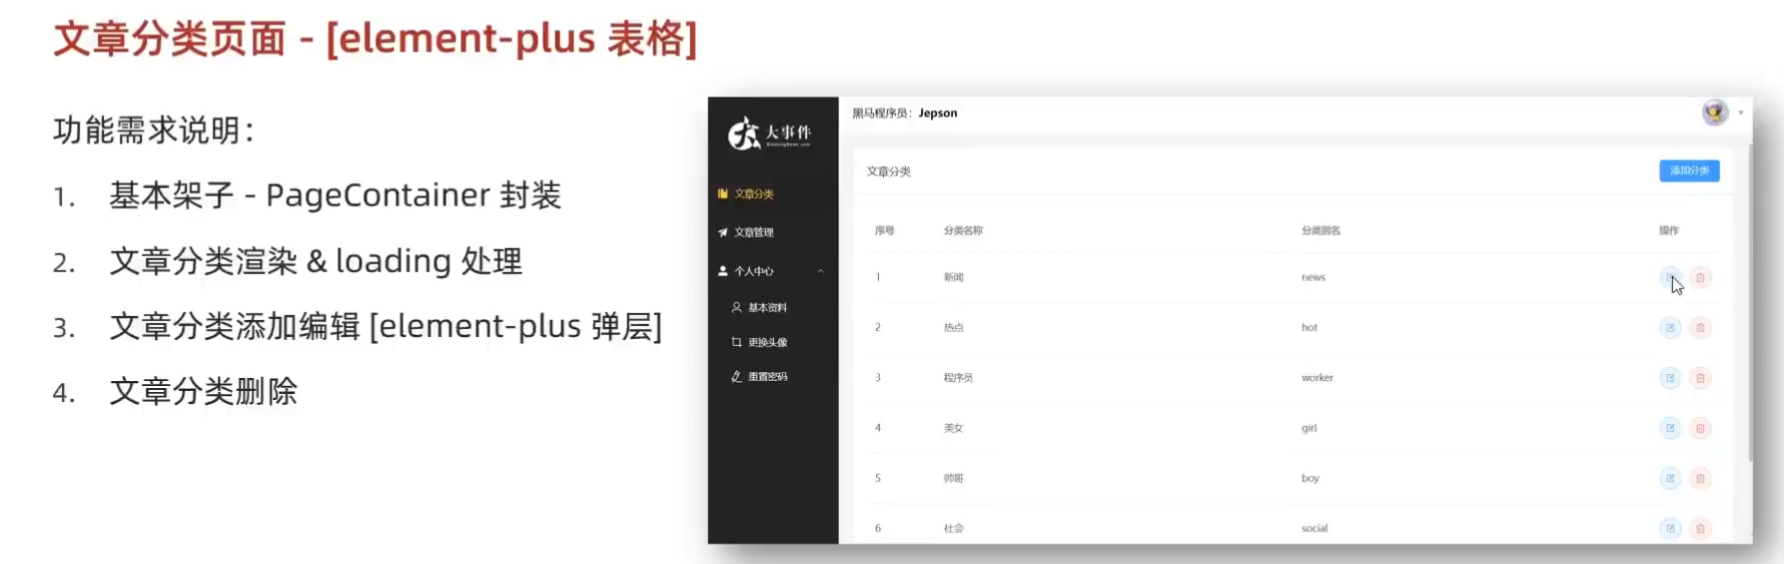 文章分类页面 - [element-plus 表格]
功能需求说明：
1. 基本架子 - PageContainer 封装
2. 文章分类渲染 & loading 处理
3. 文章分类添加编辑 [element-plus 弹层]
4. 文章分类删除
大事件
文章分类
文章管理
个人中心
基本资料
更换头像
重置密码
黑马程序员：Jepson
文章分类 添加分类
序号 分类名称 分类别名 操作
1 新闻 news
2 热点 hot
3 程序员 worker
4 美女 girl
5 帅哥 boy
6 社会 social